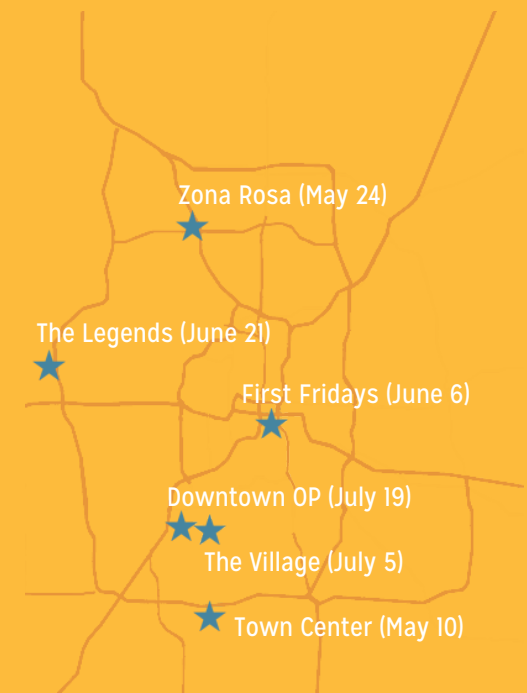 Zona Rosa (May 24)
The Legends (June 21)
First Fridays (June 6)
Downtown OP (July 19)
The Village (July 5)
Town Center (May 10)